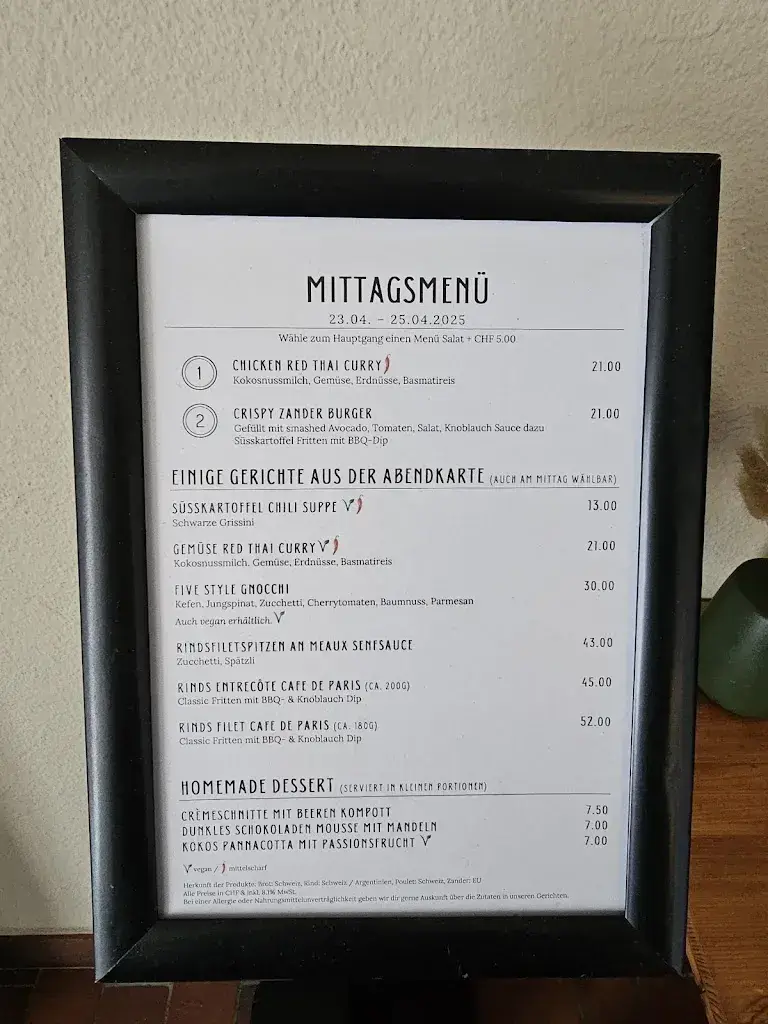 MITTAGSMENÜ
23.04. – 25.04.2025
Wähle zum Hauptgang einen Menü Salat + CHF 5.00
1 CHICKEN RED THAI CURRY 21.00
Kokosnussmilch, Gemüse, Erdnüsse, Basmatireis
2 CRISPY ZANDER BURGER 21.00
Gefüllt mit smashed Avocado, Tomaten, Salat, Knoblauch Sauce dazu
Süsskartoffel Fritten mit BBQ-Dip
EINIGE GERICHTE AUS DER ABENDKARTE (AUCH AM MITTAG WÄHLBAR)
SÜSSKARTOFFEL CHILI SUPPE 13.00
Schwarze Grissini
GEMÜSE RED THAI CURRY 21.00
Kokosnussmilch, Gemüse, Erdnüsse, Basmatireis
FIVE STYLE GNOCCHI 30.00
Kefen, Jungspinat, Zucchetti, Cherrytomaten, Baumnuss, Parmesan
Auch vegan erhältlich.
RINDSFILETSPITZEN AN MEAUX SENFSAUCE 43.00
Zucchetti, Spätzli
RINDS ENTRECÔTE CAFE DE PARIS (CA. 200G) 45.00
Classic Fritten mit BBQ- & Knoblauch Dip
RINDS FILET CAFE DE PARIS (CA. 180G) 52.00
Classic Fritten mit BBQ- & Knoblauch Dip
HOMEMADE DESSERT (SERVIERT IN KLEINEN PORTIONEN)
CRÈMESCHNITTE MIT BEEREN KOMPOTT 7.50
DUNKLES SCHOKOLADEN MOUSSE MIT MANDELN 7.00
KOKOS PANNACOTTA MIT PASSIONSFRUCHT 7.00
vegan / mittelscharf
Herkunft der Produkte: Brot: Schweiz, Rind: Schweiz / Argentinien, Poulet: Schweiz, Zander: EU
Alle Preise in CHF & inkl. 8.1% MwSt.
Bei einer Allergie oder Nahrungsmittelunverträglichkeit geben wir dir gerne Auskunft über die Zutaten in unseren Gerichten.